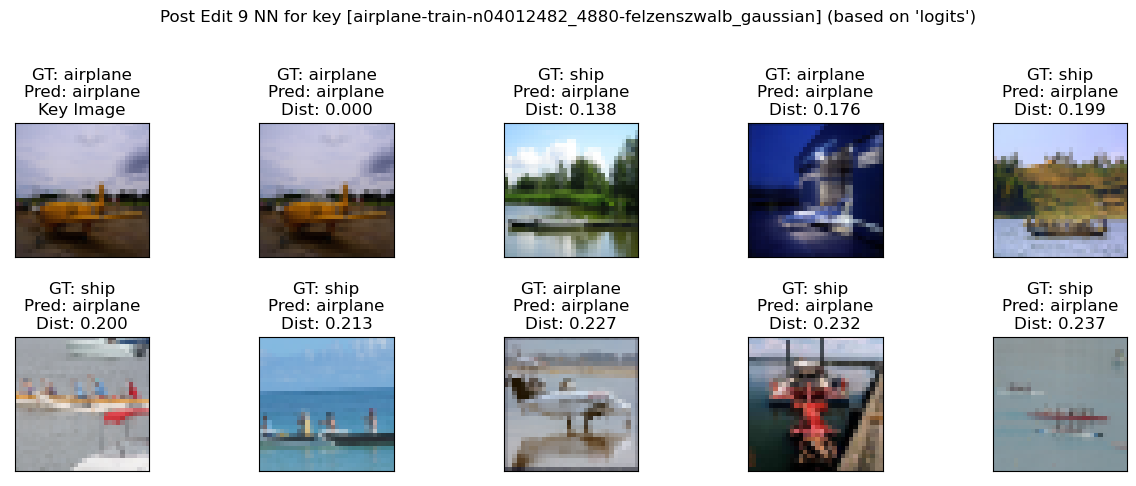 Post Edit 9 NN for key [airplane-train-n04012482_4880-felzenszwalb_gaussian] (based on 'logits')
GT: airplane
Pred: airplane
Key Image
GT: airplane
Pred: airplane
Dist: 0.000
GT: ship
Pred: airplane
Dist: 0.138
GT: airplane
Pred: airplane
Dist: 0.176
GT: ship
Pred: airplane
Dist: 0.199
GT: ship
Pred: airplane
Dist: 0.200
GT: ship
Pred: airplane
Dist: 0.213
GT: airplane
Pred: airplane
Dist: 0.227
GT: ship
Pred: airplane
Dist: 0.232
GT: ship
Pred: airplane
Dist: 0.237